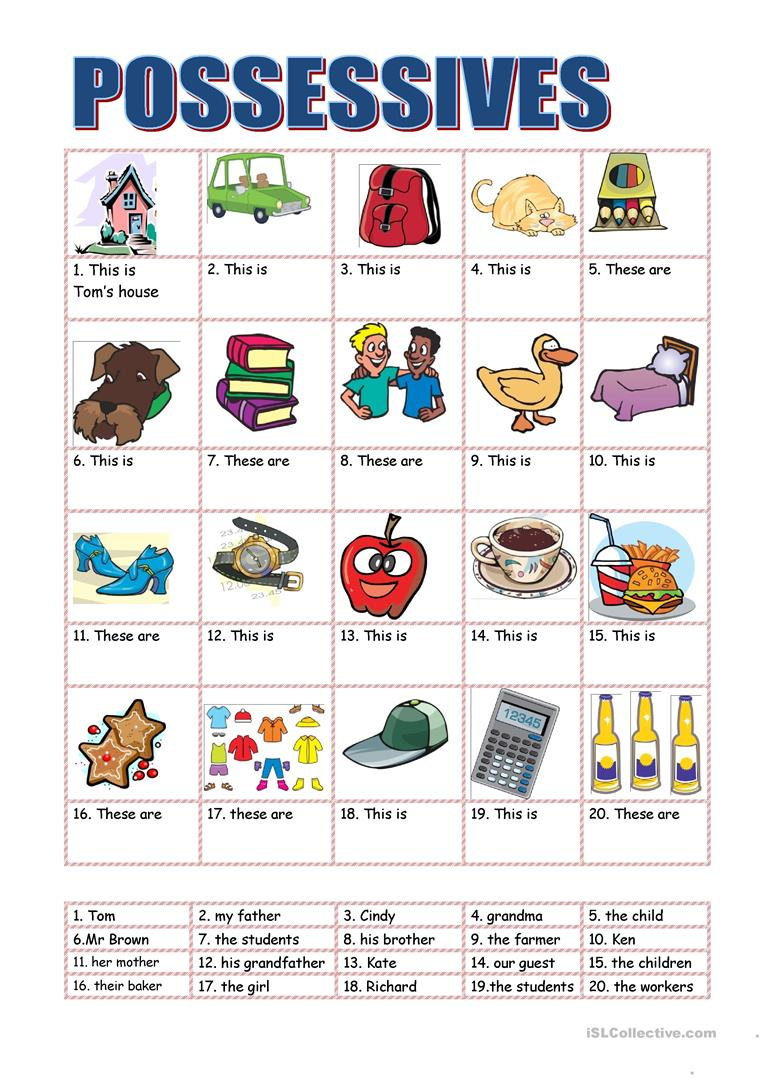 POSSESSIVES
1. This is
Tom's house
2. This is
3. This is
4. This is
5. These are
6. This is
7. These are
8. These are
9. This is
10. This is
11. These are
12. This is
13. This is
14. This is
15. This is
12345
16. These are
17. these are
18. This is
19. This is
20. These are
1. Tom
2. my father
3. Cindy
4. grandma
5. the child
6.Mr Brown
7. the students
8. his brother
9. the farmer
10. Ken
11. her mother
12. his grandfather
13. Kate
14. our guest
15. the children
16. their baker
17. the girl
18. Richard
19.the students
20. the workers
iSLCollective.com